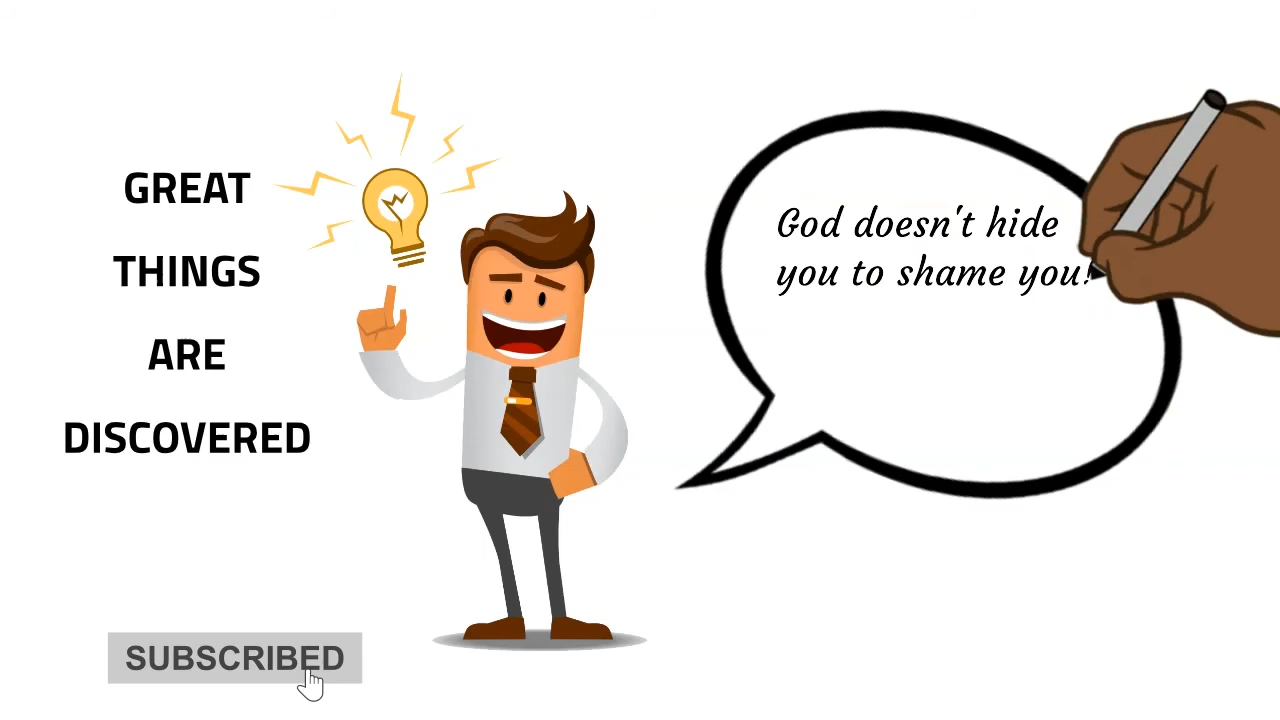 GREAT
THINGS
ARE
DISCOVERED
God doesn't hide
you to shame you!
SUBSCRIBED